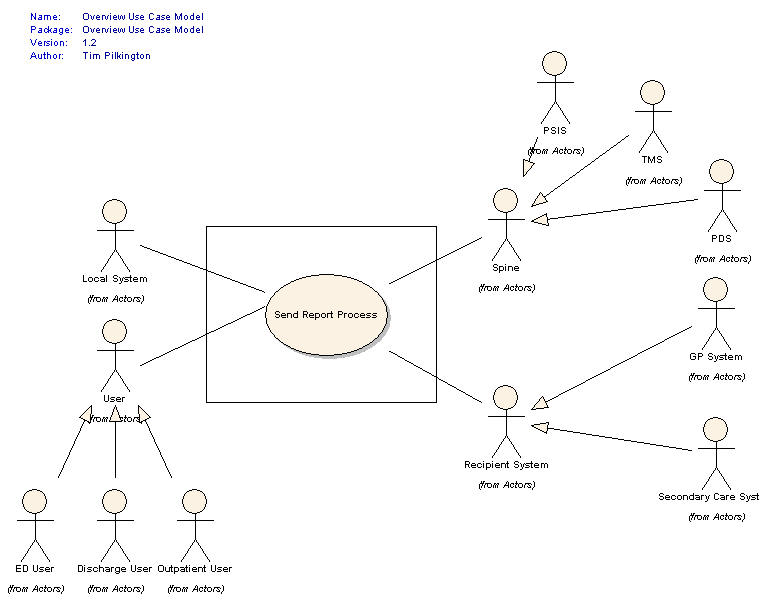 Name: Overview Use Case Model
Package: Overview Use Case Model
Version: 1.2
Author: Tim Pilkington
PSIS
(from Actors)
TMS
(from Actors)
PDS
(from Actors)
Spine
(from Actors)
Local System
(from Actors)
Send Report Process
User
(from Actors)
GP System
(from Actors)
Recipient System
(from Actors)
Secondary Care Syst
(from Actors)
ED User
(from Actors)
Discharge User
(from Actors)
Outpatient User
(from Actors)